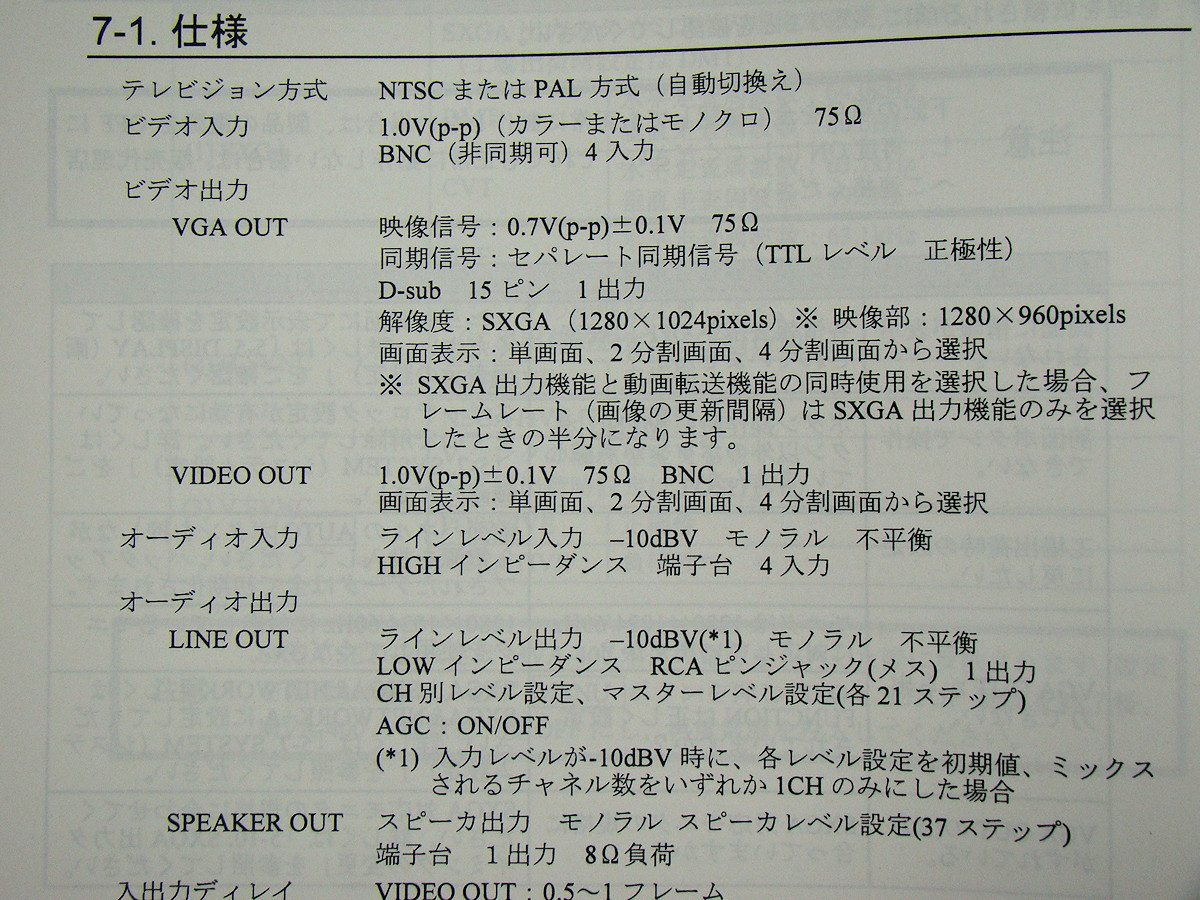 7-1. 仕様
テレビジョン方式 NTSC または PAL 方式（自動切換え）
ビデオ入力 1.0V(p-p)（カラーまたはモノクロ） 75Ω
BNC（非同期可）4 入力
ビデオ出力
VGA OUT 映像信号：0.7V(p-p)±0.1V 75Ω
同期信号：セパレート同期信号（TTL レベル 正極性）
D-sub 15 ピン 1 出力
解像度：SXGA（1280×1024pixels）※ 映像部：1280×960pixels
画面表示：単画面、2 分割画面、4 分割画面から選択
※ SXGA 出力機能と動画転送機能の同時使用を選択した場合、フ
レームレート（画像の更新間隔）は SXGA 出力機能のみを選択
したときの半分になります。
VIDEO OUT 1.0V(p-p)±0.1V 75Ω BNC 1 出力
画面表示：単画面、2 分割画面、4 分割画面から選択
オーディオ入力 ラインレベル入力 –10dBV モノラル 不平衡
HIGH インピーダンス 端子台 4 入力
オーディオ出力
LINE OUT ラインレベル出力 –10dBV(*1) モノラル 不平衡
LOW インピーダンス RCA ピンジャック(メス) 1 出力
CH 別レベル設定、マスターレベル設定(各 21 ステップ)
AGC：ON/OFF
(*1) 入力レベルが-10dBV 時に、各レベル設定を初期値、ミックス
されるチャネル数をいずれか 1CH のみにした場合
SPEAKER OUT スピーカ出力 モノラル スピーカレベル設定(37 ステップ)
端子台 1 出力 8Ω負荷
入出力ディレイ VIDEO OUT：0.5～1 フレーム